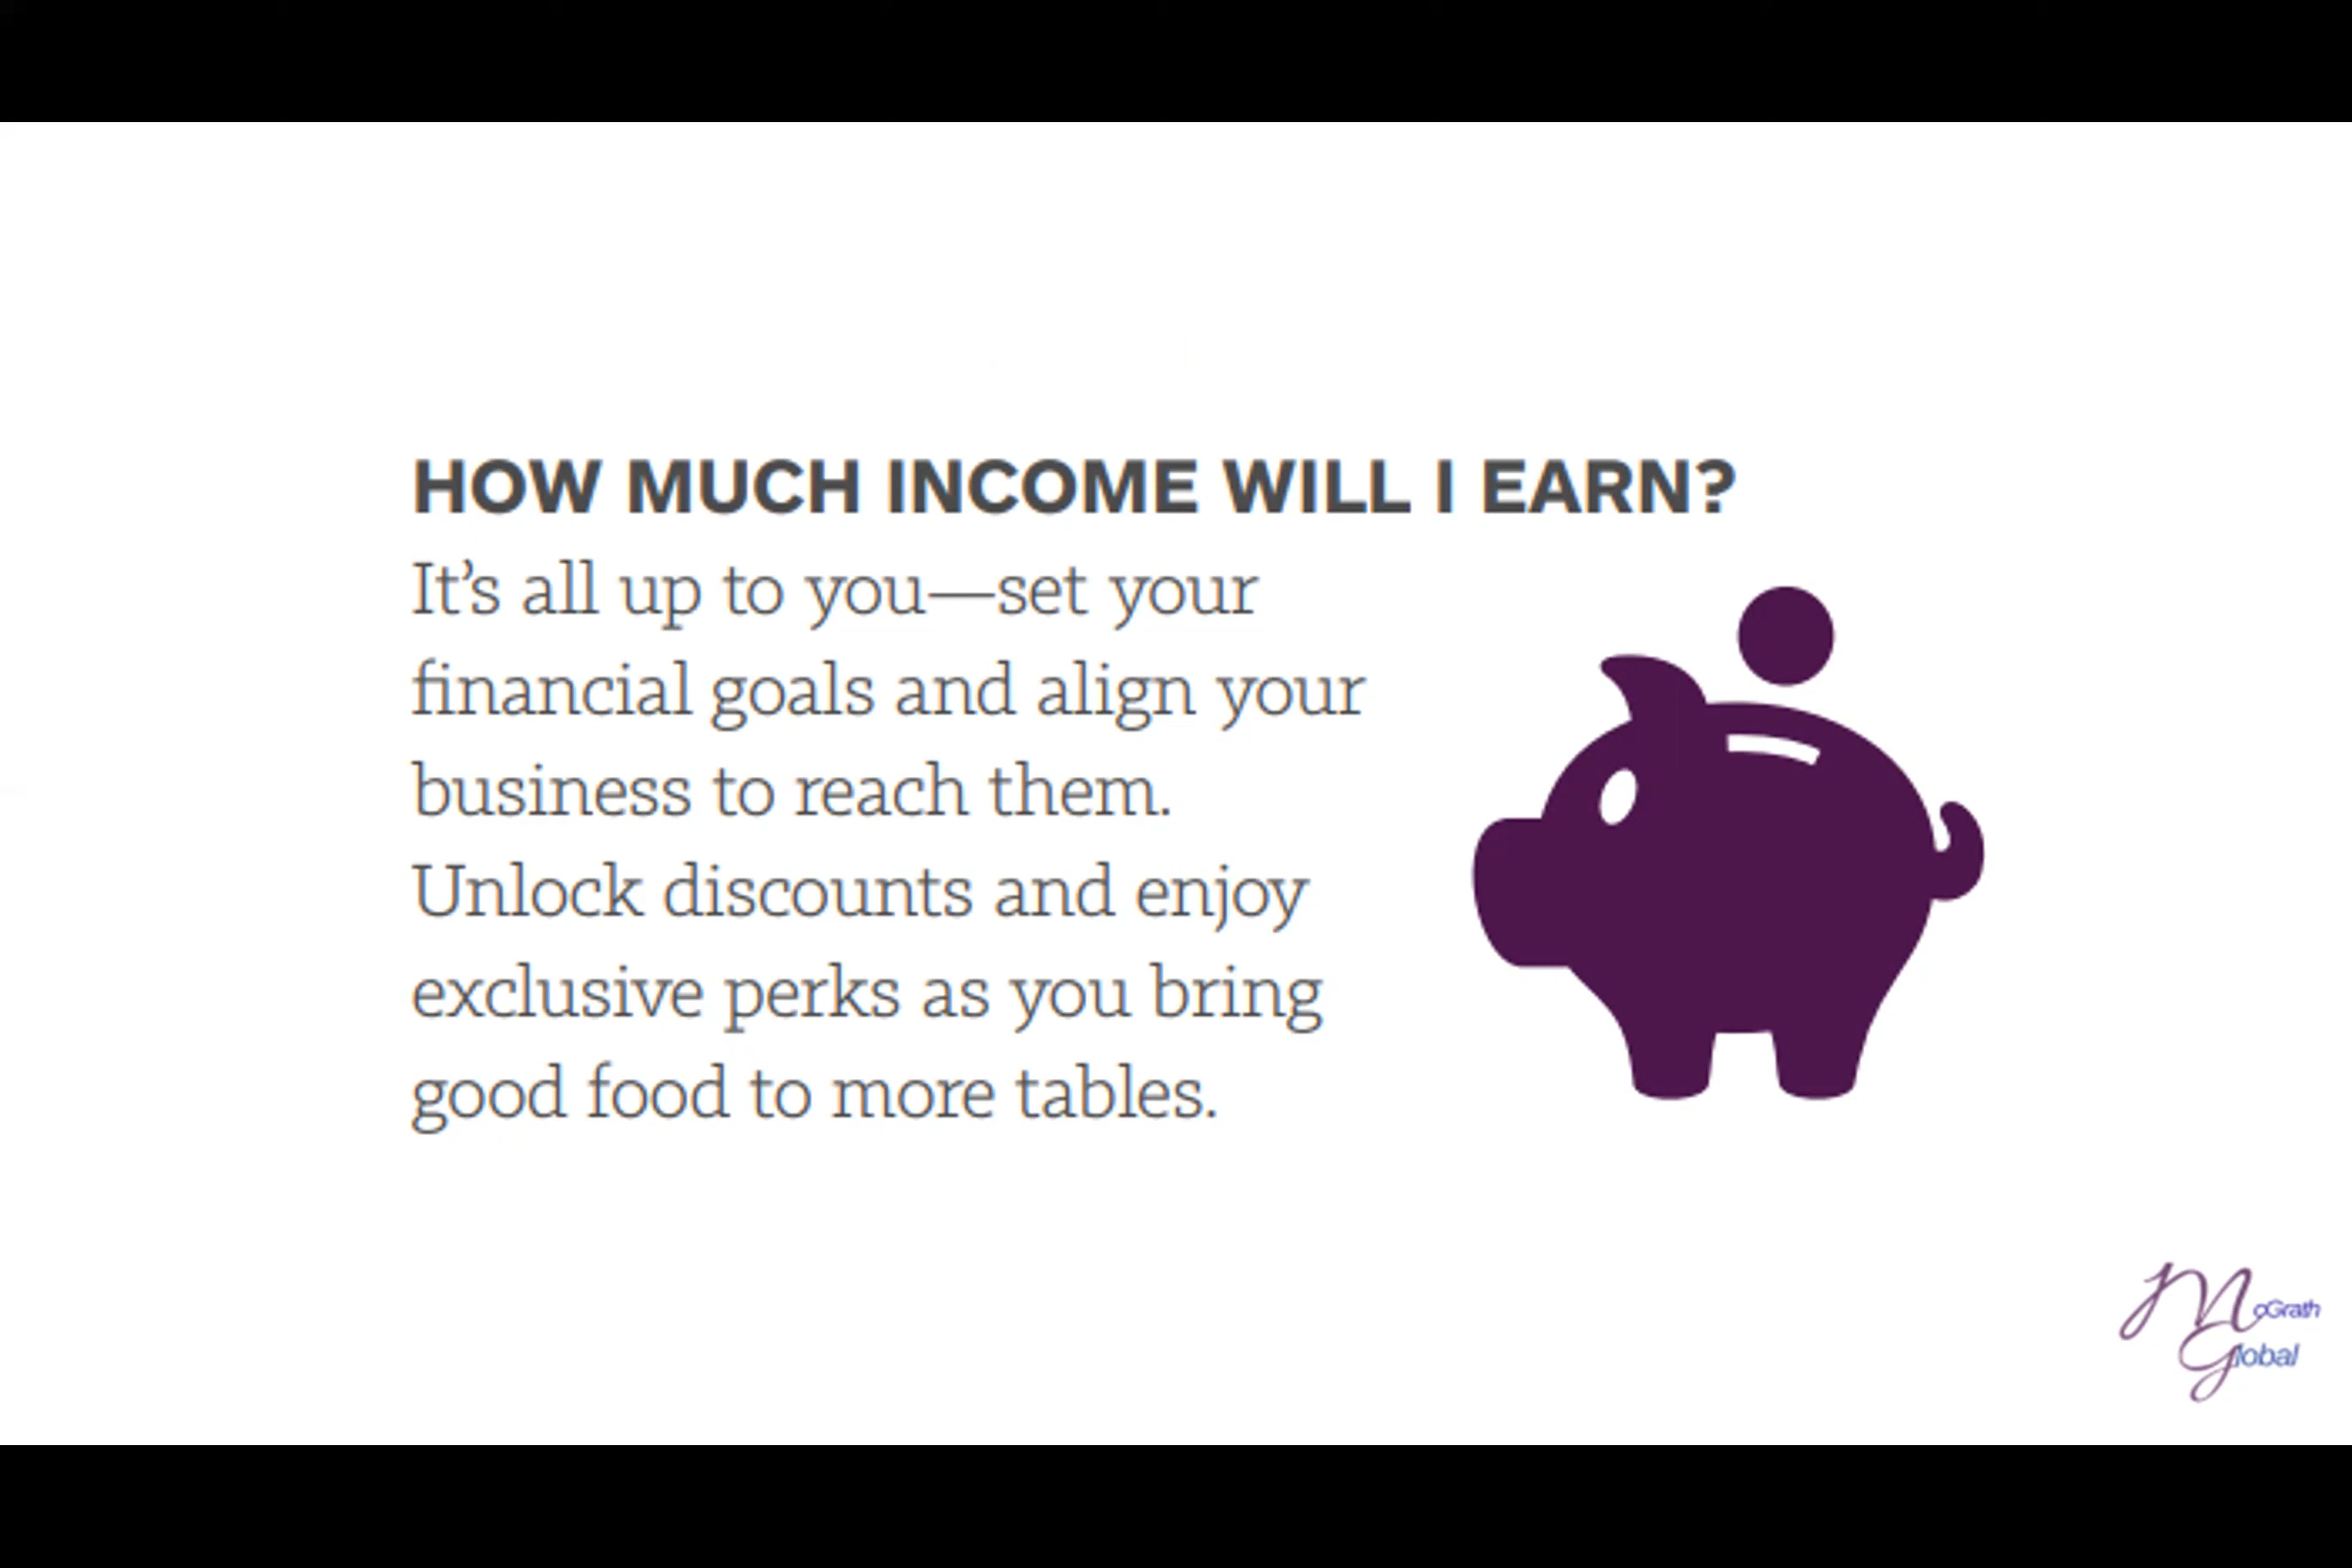 HOW MUCH INCOME WILL I EARN?
It’s all up to you—set your
financial goals and align your
business to reach them.
Unlock discounts and enjoy
exclusive perks as you bring
good food to more tables.
McGrath
Global